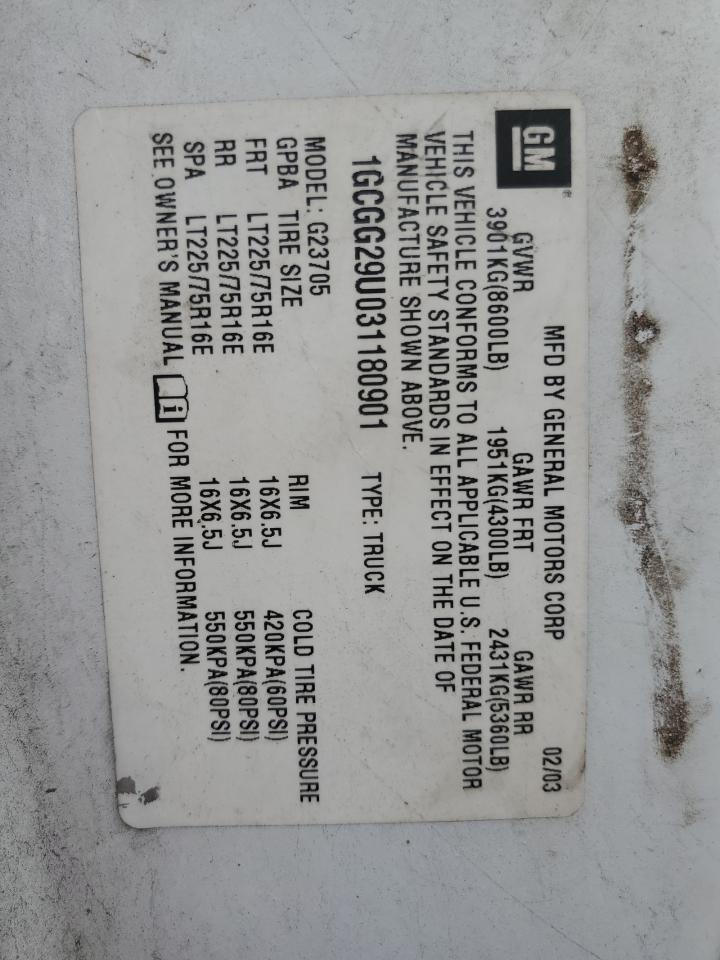 GM
MFD BY GENERAL MOTORS CORP 02/03
GVWR GAWR FRT GAWR RR
3901KG(8600LB) 1951KG(4300LB) 2431KG(5360LB)
THIS VEHICLE CONFORMS TO ALL APPLICABLE U.S. FEDERAL MOTOR
VEHICLE SAFETY STANDARDS IN EFFECT ON THE DATE OF
MANUFACTURE SHOWN ABOVE.
1GCGG29U031180901 TYPE: TRUCK
MODEL: G23705
GPBA TIRE SIZE RIM COLD TIRE PRESSURE
FRT LT225/75R16E 16X6.5J 420KPA(60PSI)
RR LT225/75R16E 16X6.5J 550KPA(80PSI)
SPA LT225/75R16E 16X6.5J 550KPA(80PSI)
SEE OWNER'S MANUAL i FOR MORE INFORMATION.